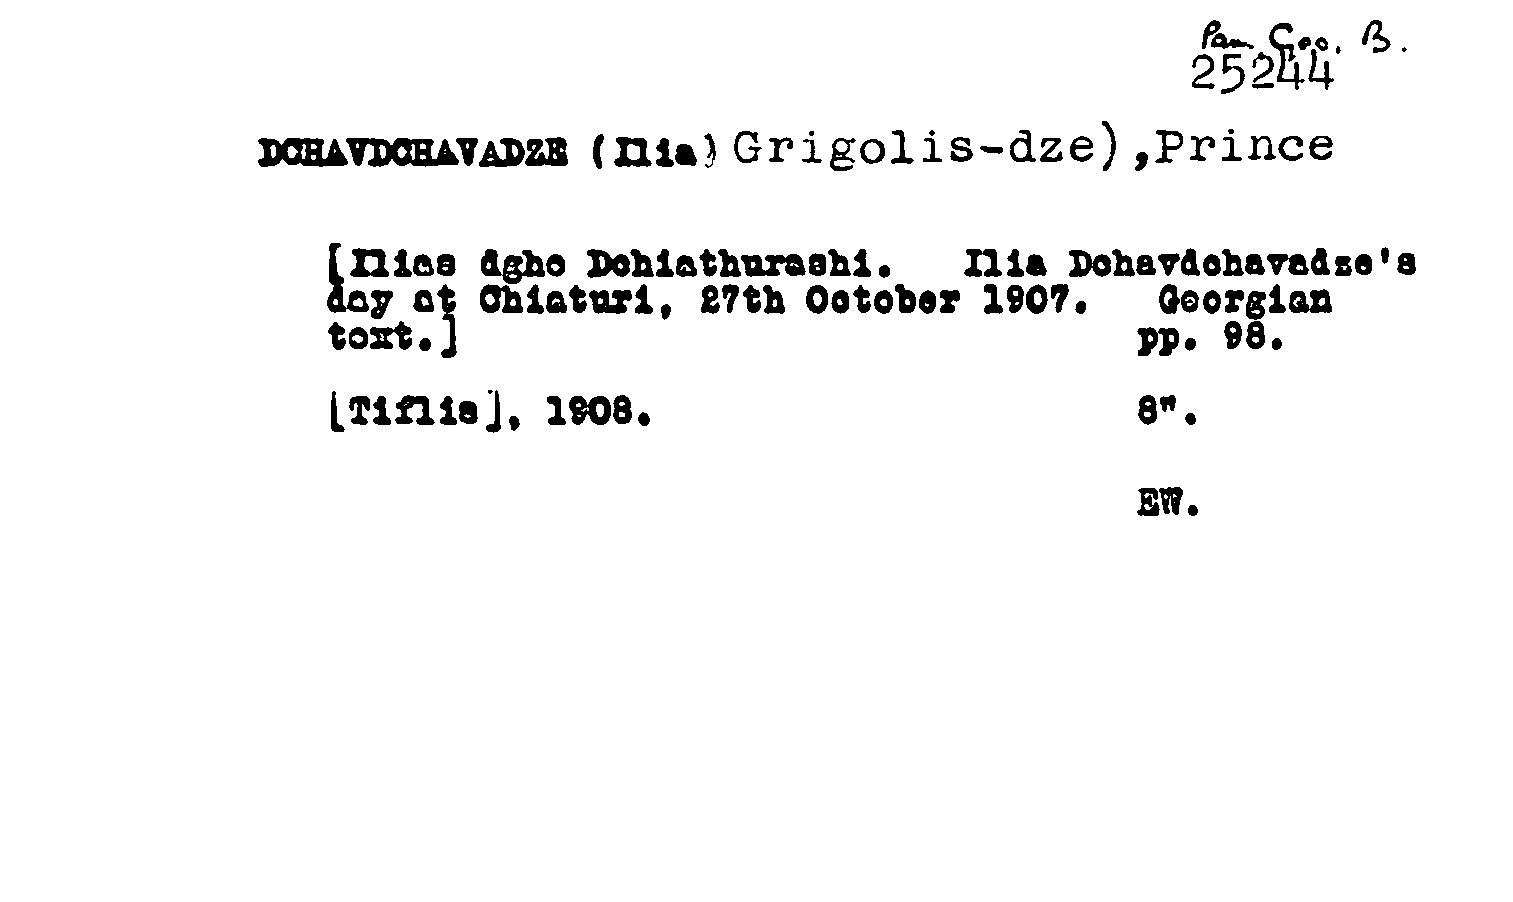 Pam. Geo. B.
25244
DCHAVDCHAVADZE (Ilia) Grigolis-dze), Prince
[Ilias dghe Dchiathurashi. Ilia Dchavdchavadze's
day at Chiaturi, 27th October 1907. Georgian
text.] pp. 98.
[Tiflis], 1908. 8".
EW.